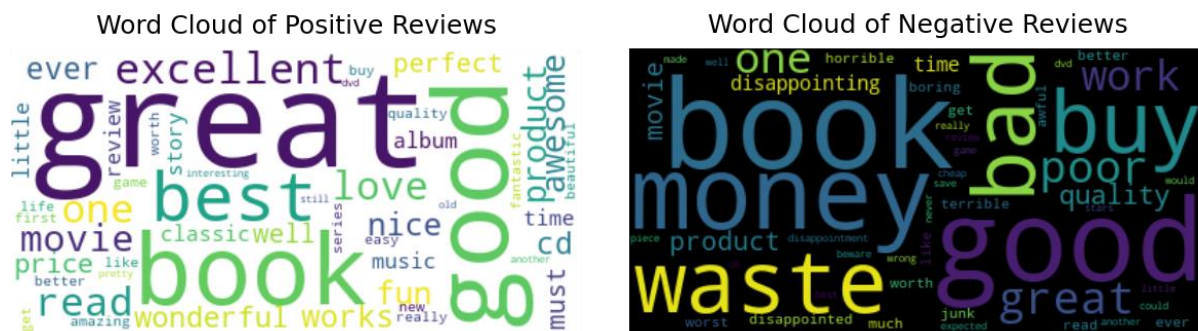 Word Cloud of Positive Reviews
ever
excellent
buy
dvd
perfect
great
good
product
awesome
little
review
worth
story
quality
album
beautiful
fantastic
game
interesting
best
still
love
life
first
one
movie
classic
well
series
nice
old
time
cd
price
like
pretty
better
book
easy
music
another
must
read
fun
new
really
get
amazing
wonderful
works
Word Cloud of Negative Reviews
made
well
one
horrible
time
dvd
better
movie
disappointing
boring
bad
work
book
get
really
awful
buy
review
game
money
cheap
save
poor
quality
would
never
terrible
stars
piece
product
disappointment
like
good
beware
wrong
waste
worth
best
great
little
worst
disappointed
much
junk
expected
could
read
another
ever